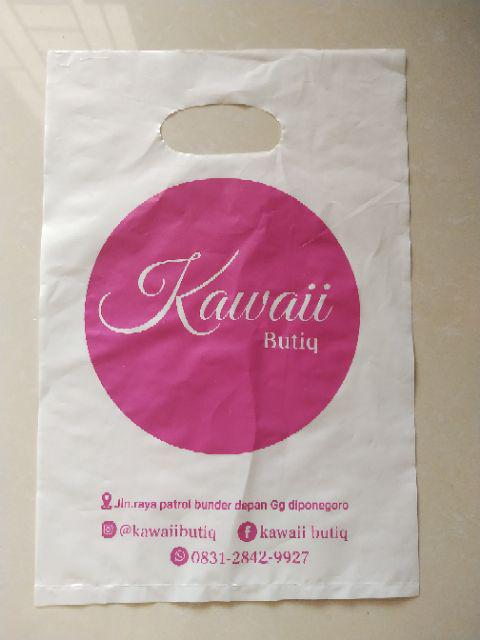 Kawaii
Butiq
Jln.raya patrol bunder depan Gg diponegoro
@kawaiibutiq kawaii butiq
0831-2842-9927